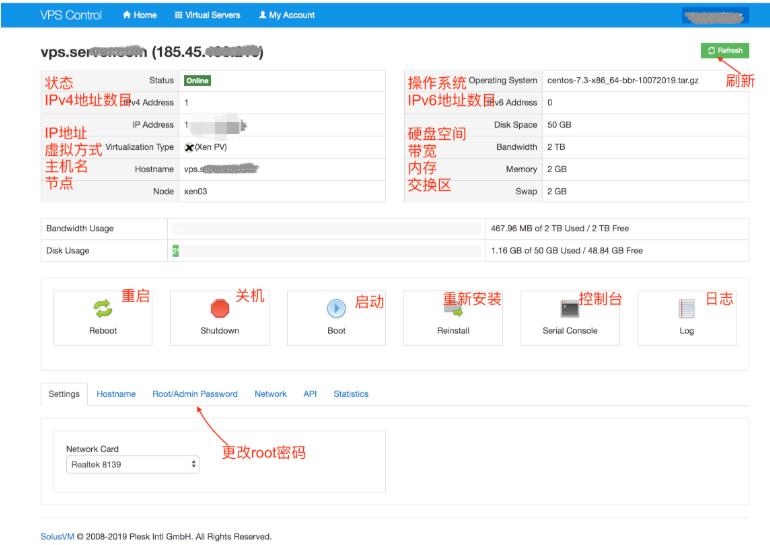 VPS Control Home Virtual Servers My Account
(185.45.
Refresh
刷新
状态 Status Online
操作系统 Operating System centos-7.3-x86_64-bbr-10072019.tar.gz
IPv4地址数量 IPv4 Address 1
IPv6地址数量 IPv6 Address 0
IP地址 IP Address
硬盘空间 Disk Space 50 GB
虚拟方式 Virtualization Type (Xen PV)
带宽 Bandwidth 2 TB
主机名 Hostname
内存 Memory 2 GB
节点 Node xen03
交换区 Swap 2 GB
Bandwidth Usage 467.96 MB of 2 TB Used / 2 TB Free
Disk Usage 1.16 GB of 50 GB Used / 48.84 GB Free
重启 关机 启动 重新安装 控制台 日志
Reboot Shutdown Boot Reinstall Serial Console Log
Settings Hostname Root/Admin Password Network API Statistics
更改root密码
Network Card
Realtek 8139
SolusVM © 2008-2019 Plesk Intl GmbH. All Rights Reserved.